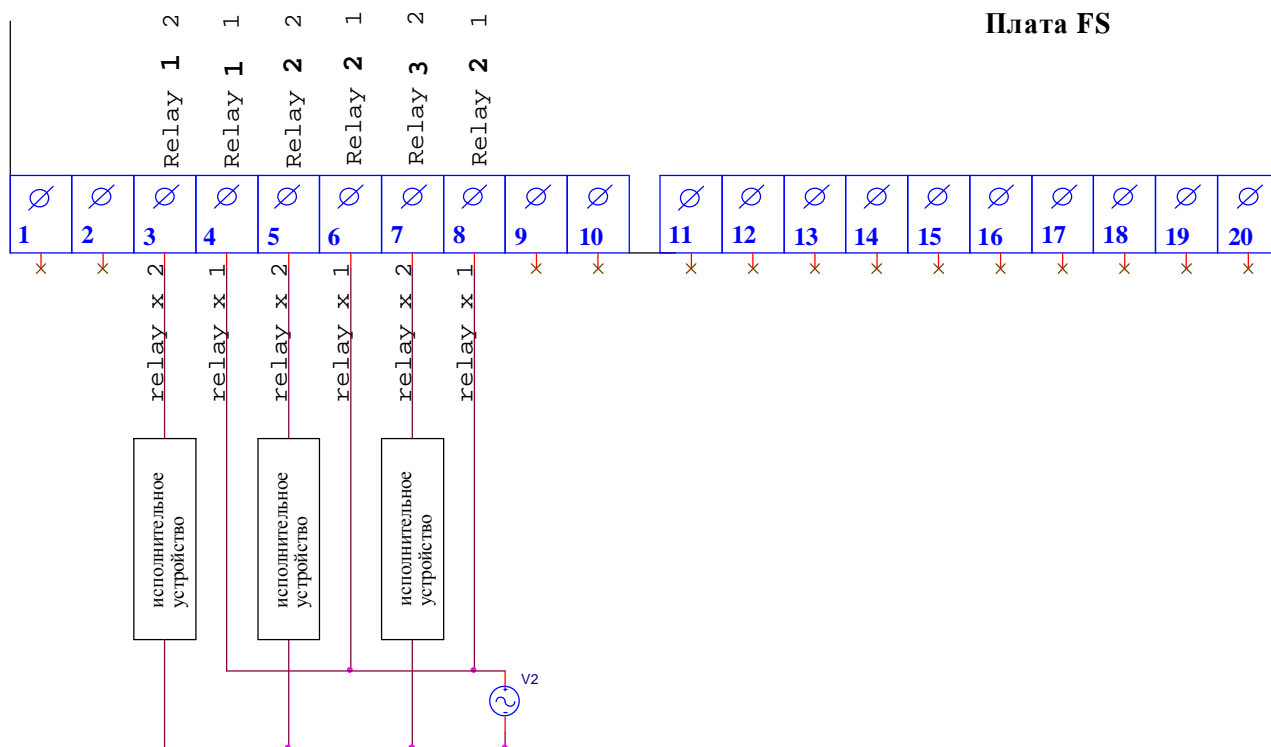 Плата FS
Relay 1 2
Relay 1 1
Relay 2 2
Relay 2 1
Relay 3 2
Relay 2 1
1 2 3 4 5 6 7 8 9 10 11 12 13 14 15 16 17 18 19 20
relay x 2
relay x 1
relay x 2
relay x 1
relay x 2
relay x 1
исполнительное
устройство
исполнительное
устройство
исполнительное
устройство
V2